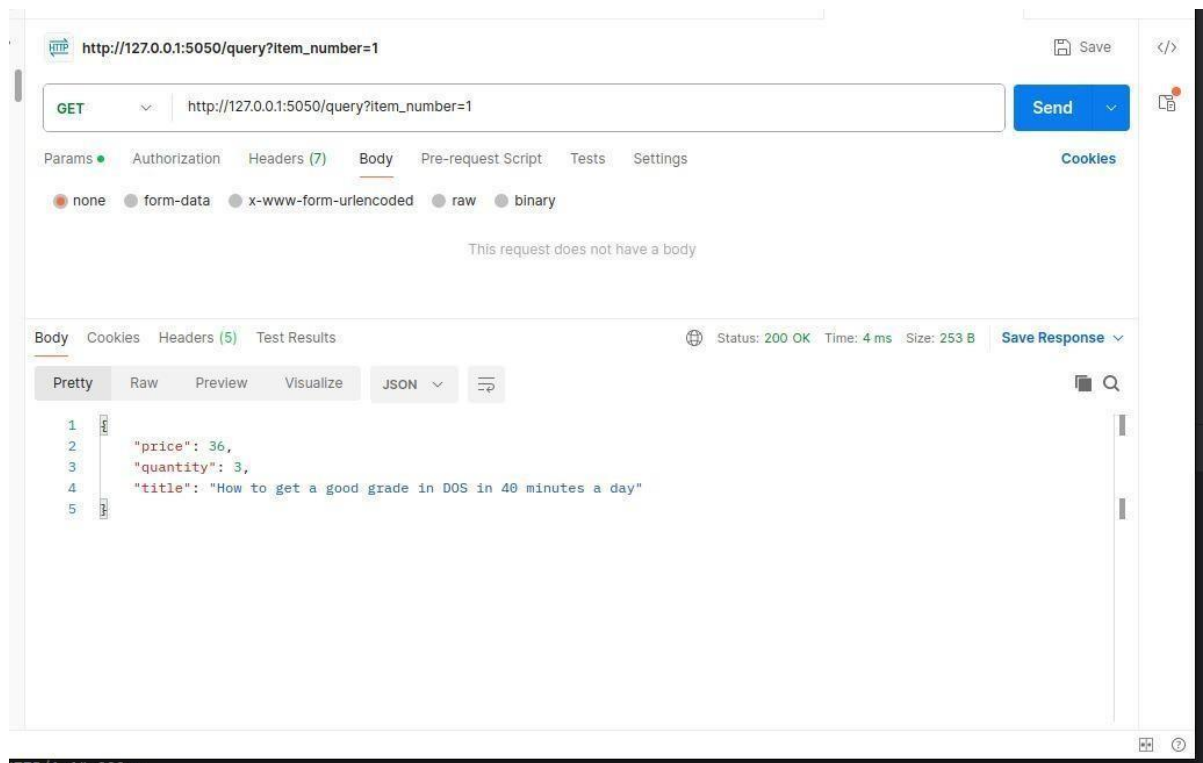 HTTP http://127.0.0.1:5050/query?item_number=1 Save </>
GET http://127.0.0.1:5050/query?item_number=1 Send
Params Authorization Headers (7) Body Pre-request Script Tests Settings Cookies
none form-data x-www-form-urlencoded raw binary
This request does not have a body
Body Cookies Headers (5) Test Results Status: 200 OK Time: 4 ms Size: 253 B Save Response
Pretty Raw Preview Visualize JSON
1 {
2 "price": 36,
3 "quantity": 3,
4 "title": "How to get a good grade in DOS in 40 minutes a day"
5 }